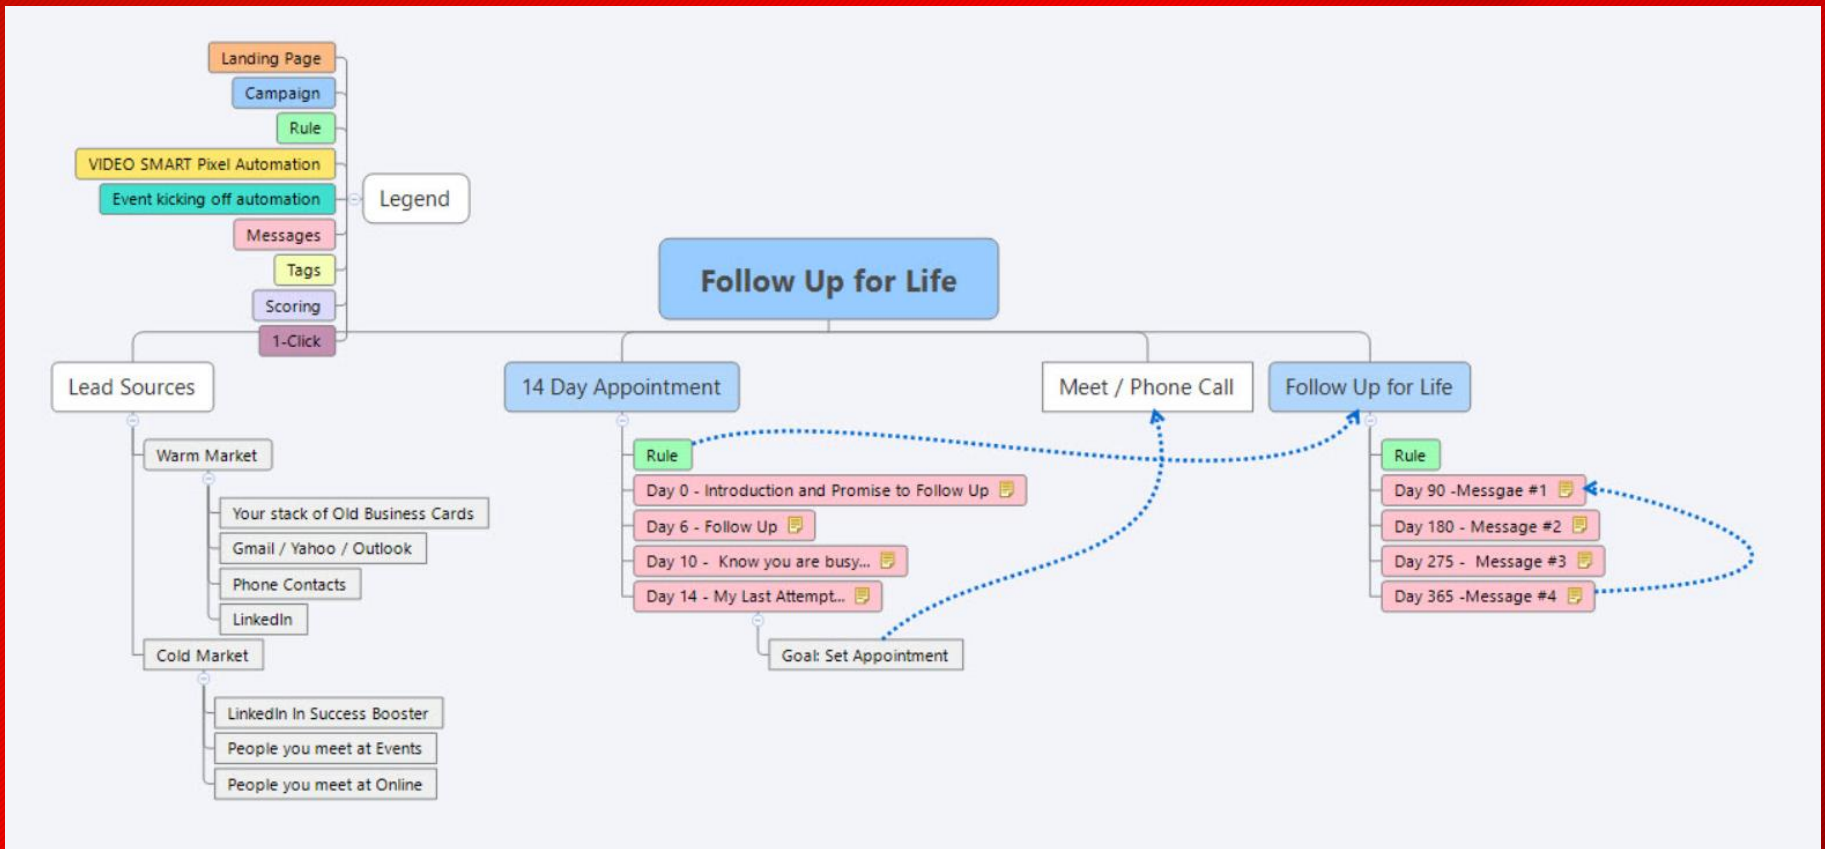 Landing Page
Campaign
Rule
VIDEO SMART Pixel Automation
Event kicking off automation
Messages
Tags
Scoring
1-Click
Legend
Follow Up for Life
Lead Sources
Warm Market
Your stack of Old Business Cards
Gmail / Yahoo / Outlook
Phone Contacts
LinkedIn
Cold Market
LinkedIn In Success Booster
People you meet at Events
People you meet at Online
14 Day Appointment
Rule
Day 0 - Introduction and Promise to Follow Up
Day 6 - Follow Up
Day 10 - Know you are busy...
Day 14 - My Last Attempt...
Goal: Set Appointment
Meet / Phone Call
Follow Up for Life
Rule
Day 90 -Messgae #1
Day 180 - Message #2
Day 275 - Message #3
Day 365 -Message #4